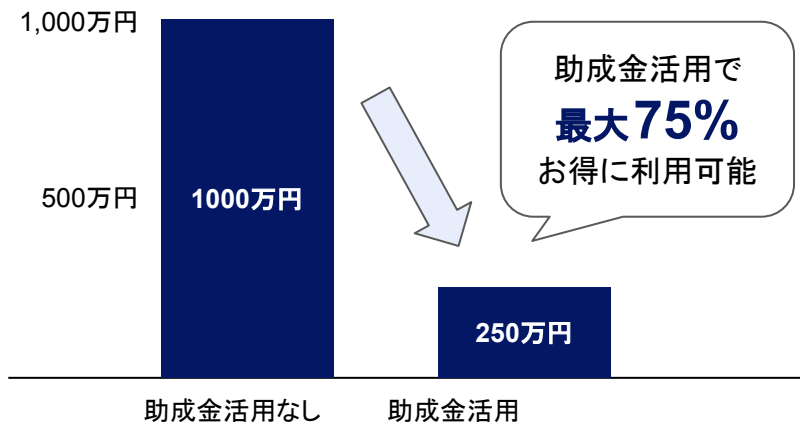 1,000万円
500万円
1000万円
助成金活用で
最大75%
お得に利用可能
250万円
助成金活用なし
助成金活用